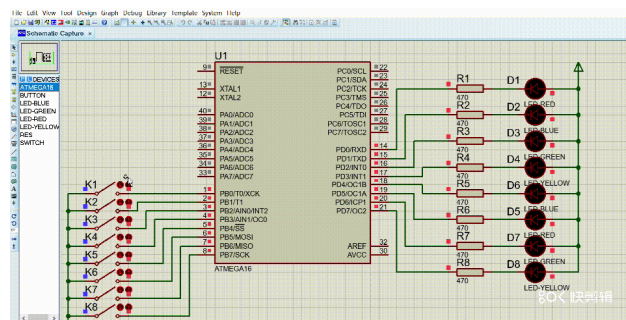 File Edit View Tool Design Graph Debug Library Template System Help
Schematic Capture ×
DEVICES
ATMEGA16
BUTTON
LED-BLUE
LED-GREEN
LED-RED
LED-YELLOW
RES
SWITCH
U1
9 RESET
13 XTAL1
12 XTAL2
40 PA0/ADC0
39 PA1/ADC1
38 PA2/ADC2
37 PA3/ADC3
36 PA4/ADC4
35 PA5/ADC5
34 PA6/ADC6
33 PA7/ADC7
1 PB0/T0/XCK
2 PB1/T1
3 PB2/AIN0/INT2
4 PB3/AIN1/OC0
5 PB4/SS
6 PB5/MOSI
7 PB6/MISO
8 PB7/SCK
PC0/SCL 22
PC1/SDA 23
PC2/TCK 24
PC3/TMS 25
PC4/TDO 26
PC5/TDI 27
PC6/TOSC1 28
PC7/TOSC2 29
PD0/RXD 14
PD1/TXD 15
PD2/INT0 16
PD3/INT1 17
PD4/OC1B 18
PD5/OC1A 19
PD6/ICP1 20
PD7/OC2 21
AREF 32
AVCC 30
ATMEGA16
K1
K2
K3
K4
K5
K6
K7
K8
R1
470
R2
470
R3
470
R4
470
R5
470
R6
470
R7
470
R8
470
D1
LED-RED
D2
LED-BLUE
D3
LED-GREEN
D4
LED-YELLOW
D6
LED-BLUE
D5
LED-RED
D7
LED-GREEN
D8
LED-YELLOW
快剪辑